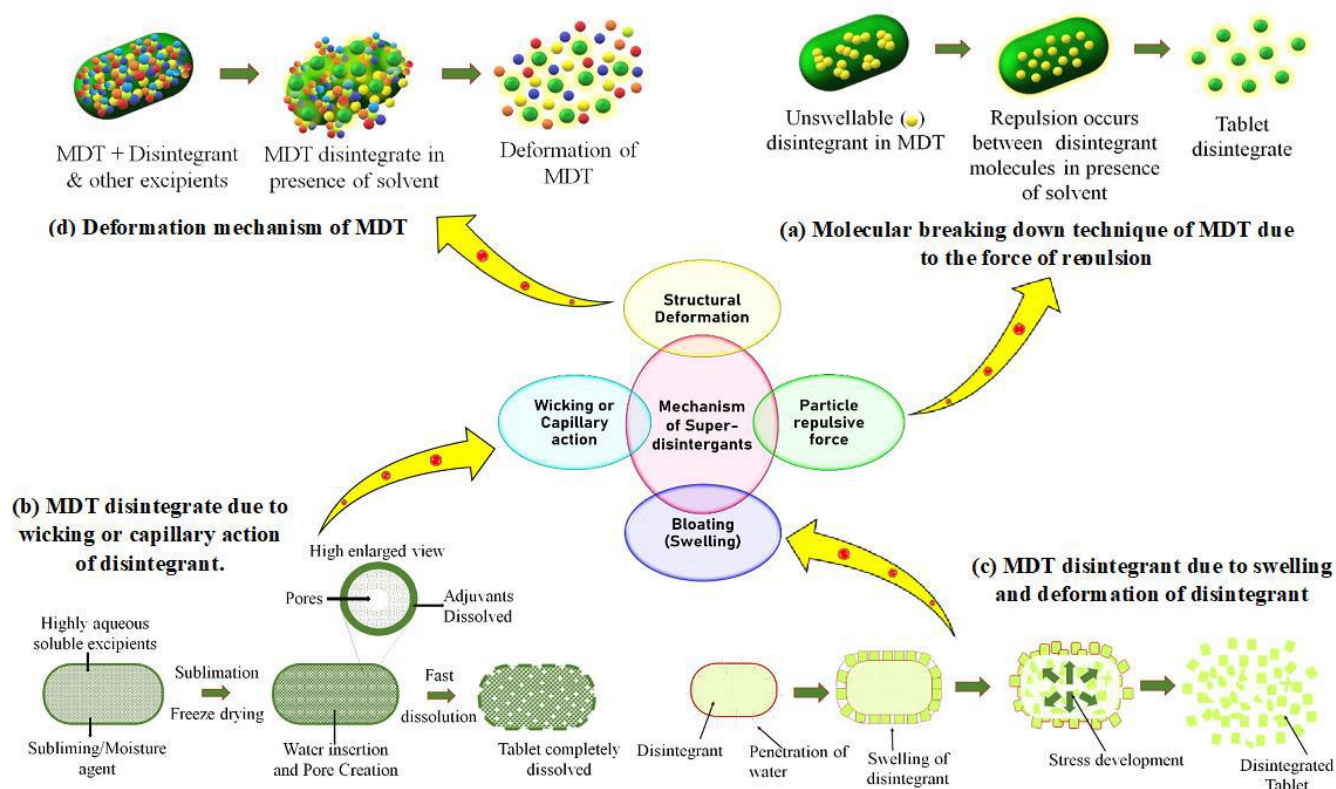 MDT + Disintegrant
& other excipients
MDT disintegrate in
presence of solvent
Deformation of
MDT
(d) Deformation mechanism of MDT
Unswellable (-)
disintegrant in MDT
Repulsion occurs
between disintegrant
molecules in presence
of solvent
Tablet
disintegrate
(a) Molecular breaking down technique of MDT due
to the force of repulsion
Structural
Deformation
Wicking or
Capillary
action
Mechanism
of Super-
disintergants
Particle
repulsive
force
Bloating
(Swelling)
(b) MDT disintegrate due to
wicking or capillary action
of disintegrant.
High enlarged view
Pores
Adjuvants
Dissolved
Highly aqueous
soluble excipients
Sublimation
Freeze drying
Fast
dissolution
Subliming/Moisture
agent
Water insertion
and Pore Creation
Tablet completely
dissolved
(c) MDT disintegrant due to swelling
and deformation of disintegrant
Disintegrant
Penetration of
water
Swelling of
disintegrant
Stress development
Disintegrated
Tablet